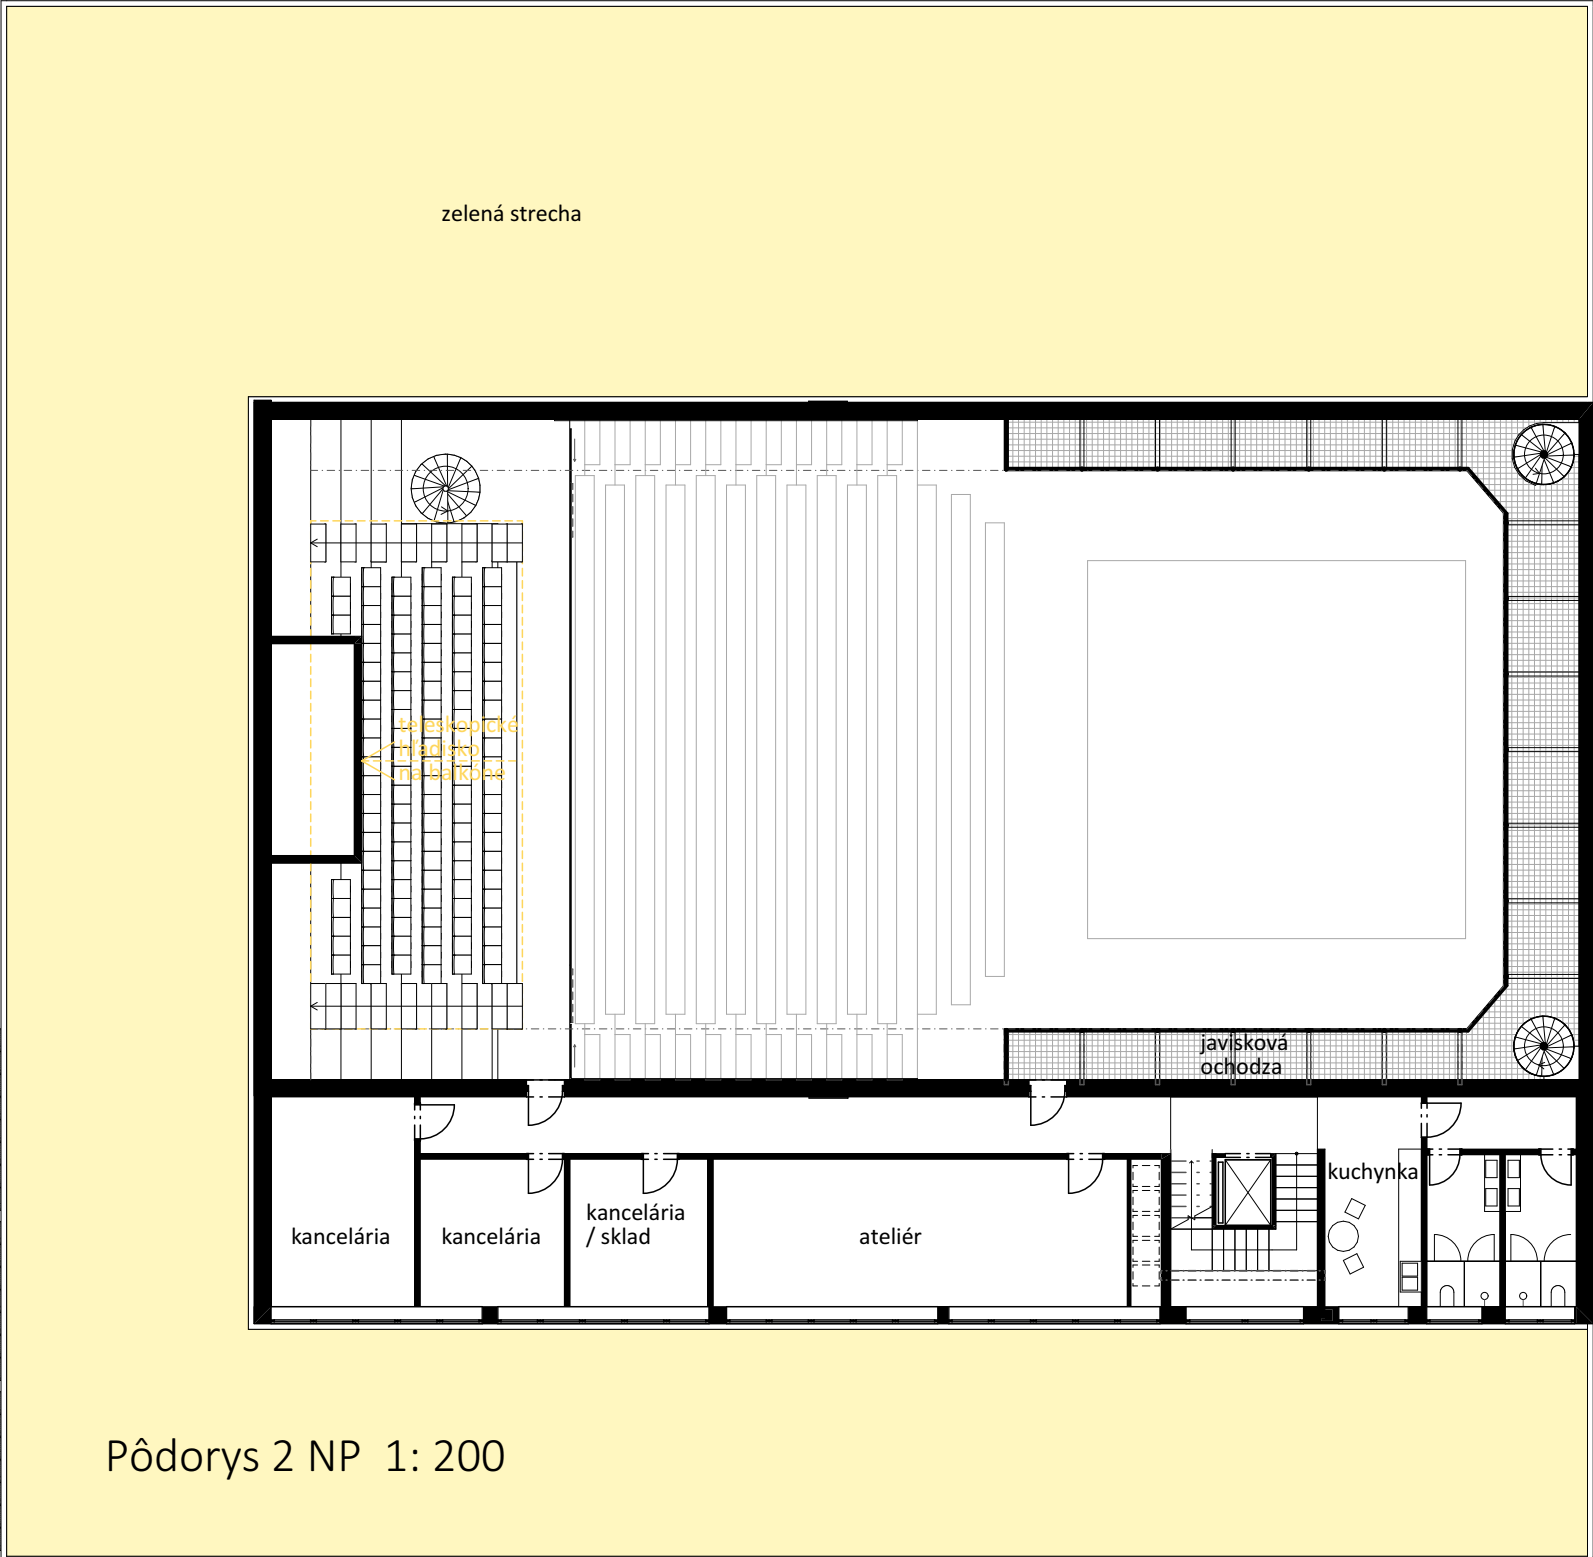 zelená strecha
teleskopické
hľadisko
na balkóne
javisková
ochodza
kuchynka
kancelária
/ sklad
kancelária
kancelária
ateliér
Pôdorys 2 NP 1: 200